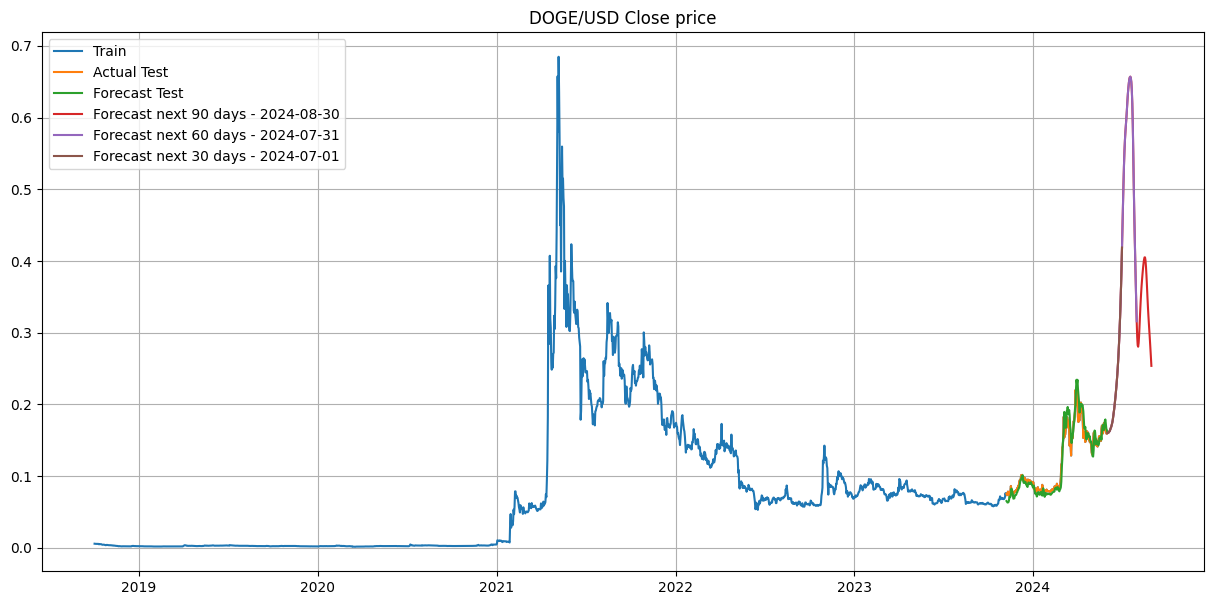 DOGE/USD Close price
Train
Actual Test
Forecast Test
Forecast next 90 days - 2024-08-30
Forecast next 60 days - 2024-07-31
Forecast next 30 days - 2024-07-01
0.7
0.6
0.5
0.4
0.3
0.2
0.1
0.0
2019 2020 2021 2022 2023 2024